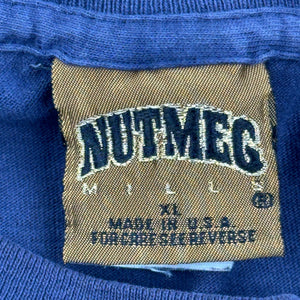 NUTMEG
MILLS
®
XL
MADE IN U.S.A
FOR CARE SEE REVERSE